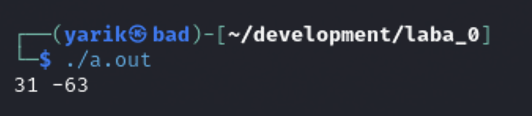 ┌──(yarik㉿bad)-[~/development/laba_0]
└─$ ./a.out
31 -63